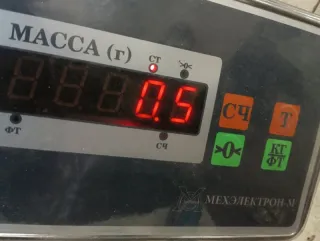 МАССА (г)
СТ >0<
0.5
ФТ
СЧ
СЧ Т
>0< КГ ФТ
МЕХЭЛЕКТРОН-М